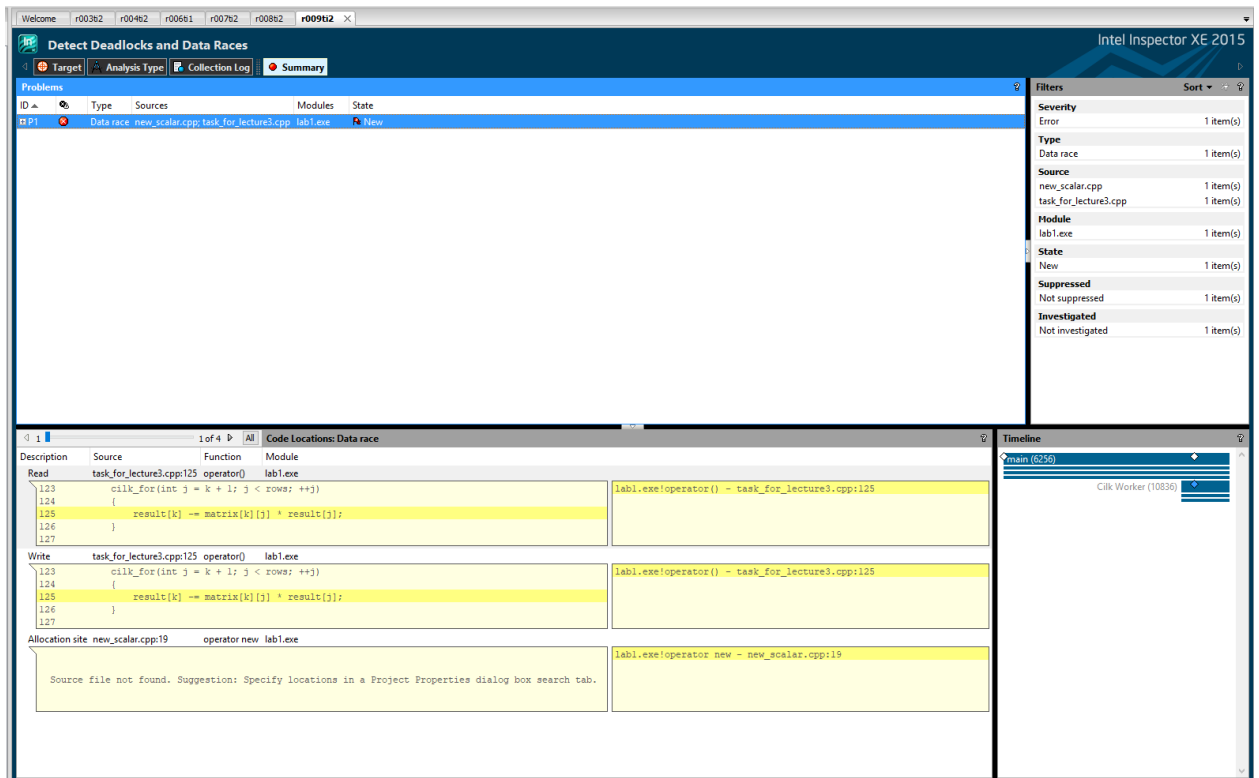 Welcome r003ti2 r004ti2 r006ti1 r007ti2 r008ti2 r009ti2
Detect Deadlocks and Data Races
Intel Inspector XE 2015
Target Analysis Type Collection Log Summary
Problems
ID Type Sources Modules State
P1 Data race new_scalar.cpp; task_for_lecture3.cpp lab1.exe New
Filters Sort
Severity
Error 1 item(s)
Type
Data race 1 item(s)
Source
new_scalar.cpp 1 item(s)
task_for_lecture3.cpp 1 item(s)
Module
lab1.exe 1 item(s)
State
New 1 item(s)
Suppressed
Not suppressed 1 item(s)
Investigated
Not investigated 1 item(s)
1 1 of 4 All Code Locations: Data race
Description Source Function Module
Read task_for_lecture3.cpp:125 operator() lab1.exe
123 cilk_for(int j = k + 1; j < rows; ++j)
124 {
125 result[k] -= matrix[k][j] * result[j];
126 }
127
lab1.exe!operator() - task_for_lecture3.cpp:125
Write task_for_lecture3.cpp:125 operator() lab1.exe
123 cilk_for(int j = k + 1; j < rows; ++j)
124 {
125 result[k] -= matrix[k][j] * result[j];
126 }
127
lab1.exe!operator() - task_for_lecture3.cpp:125
Allocation site new_scalar.cpp:19 operator new lab1.exe
Source file not found. Suggestion: Specify locations in a Project Properties dialog box search tab.
lab1.exe!operator new - new_scalar.cpp:19
Timeline
main (6256)
Cilk Worker (10836)